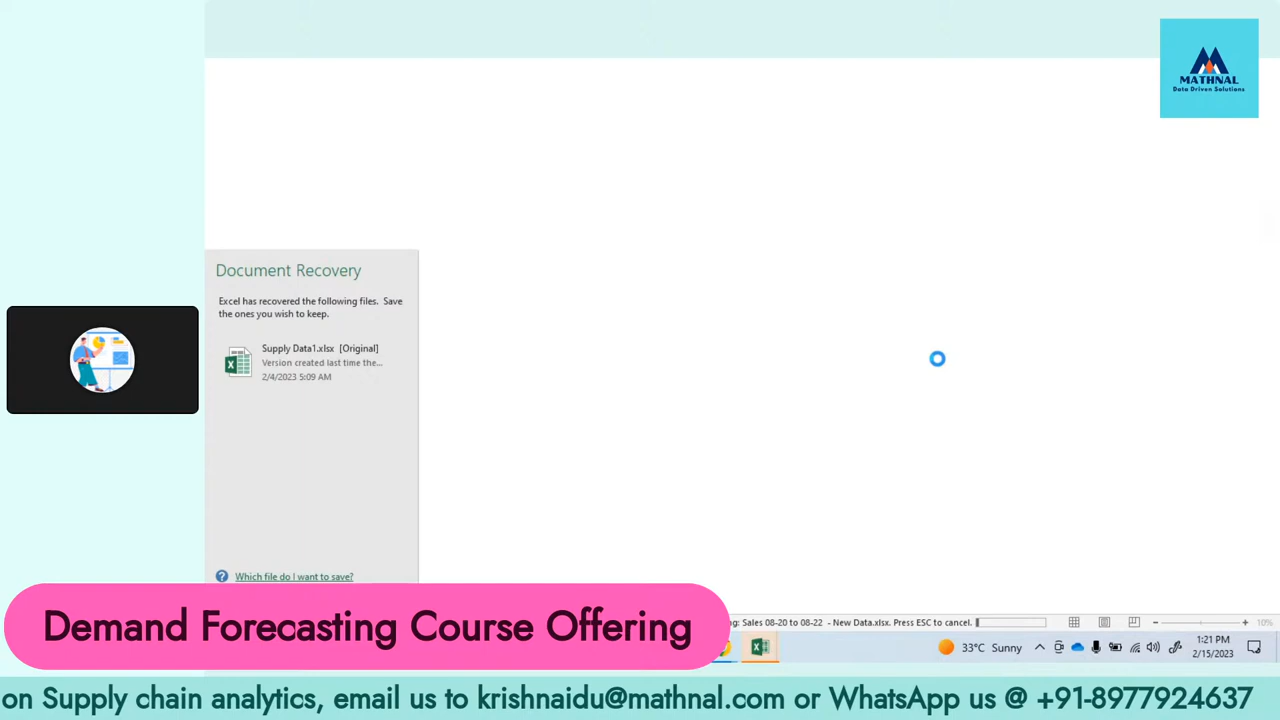 MATHNAL
Data Driven Solutions
Document Recovery
Excel has recovered the following files. Save
the ones you wish to keep.
Supply Data1.xlsx [Original]
Version created last time the...
2/4/2023 5:09 AM
Which file do I want to save?
Demand Forecasting Course Offering
ng: Sales 08-20 to 08-22 - New Data.xlsx. Press ESC to cancel.
10%
33°C Sunny
1:21 PM
2/15/2023
on Supply chain analytics, email us to krishnaidu@mathnal.com or WhatsApp us @ +91-8977924637